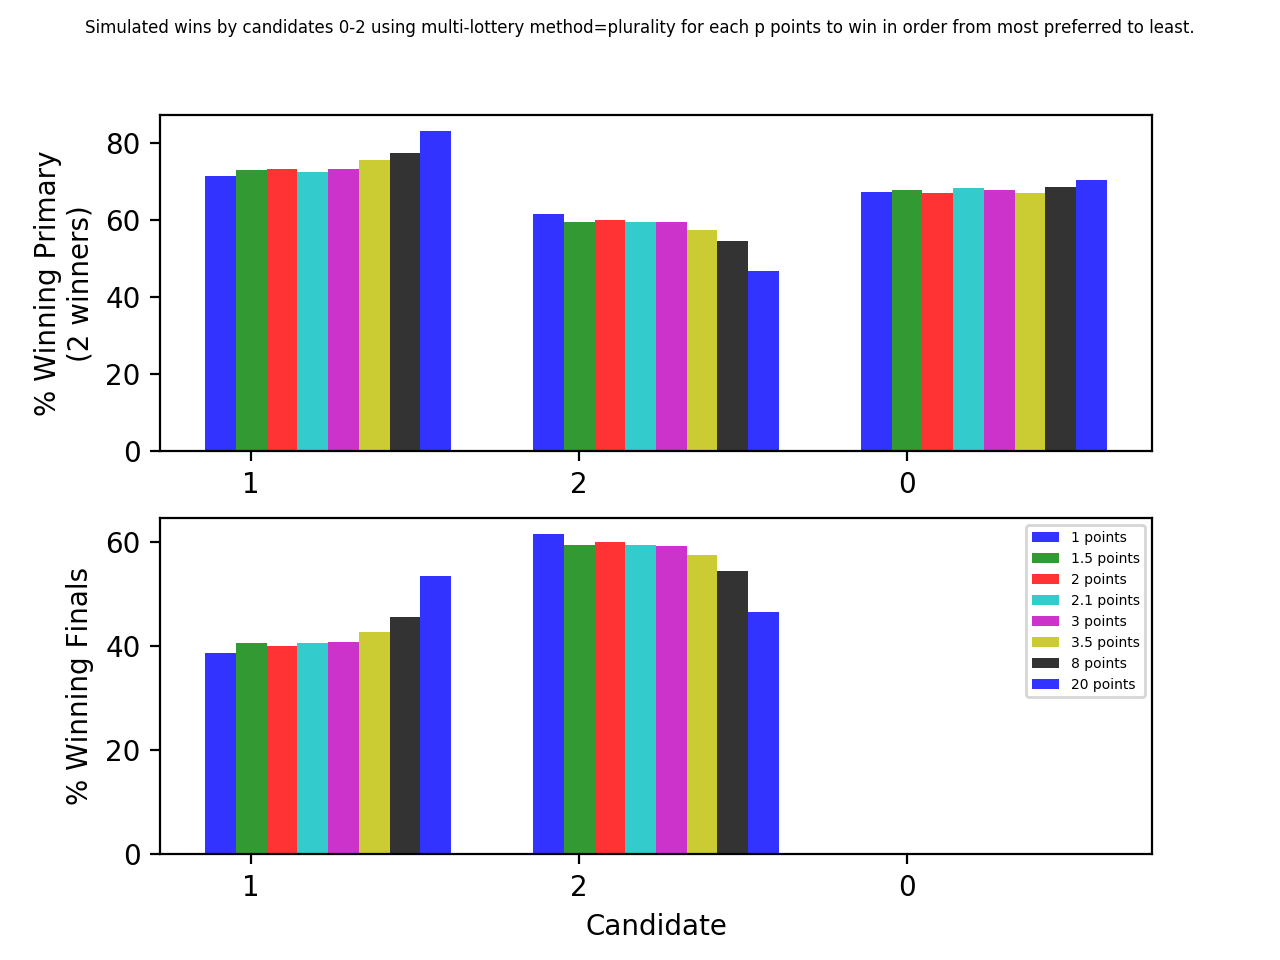 Simulated wins by candidates 0-2 using multi-lottery method=plurality for each p points to win in order from most preferred to least.
% Winning Primary
(2 winners)
80
60
40
20
0
1
2
0
% Winning Finals
60
40
20
0
1
2
0
Candidate
1 points
1.5 points
2 points
2.1 points
3 points
3.5 points
8 points
20 points